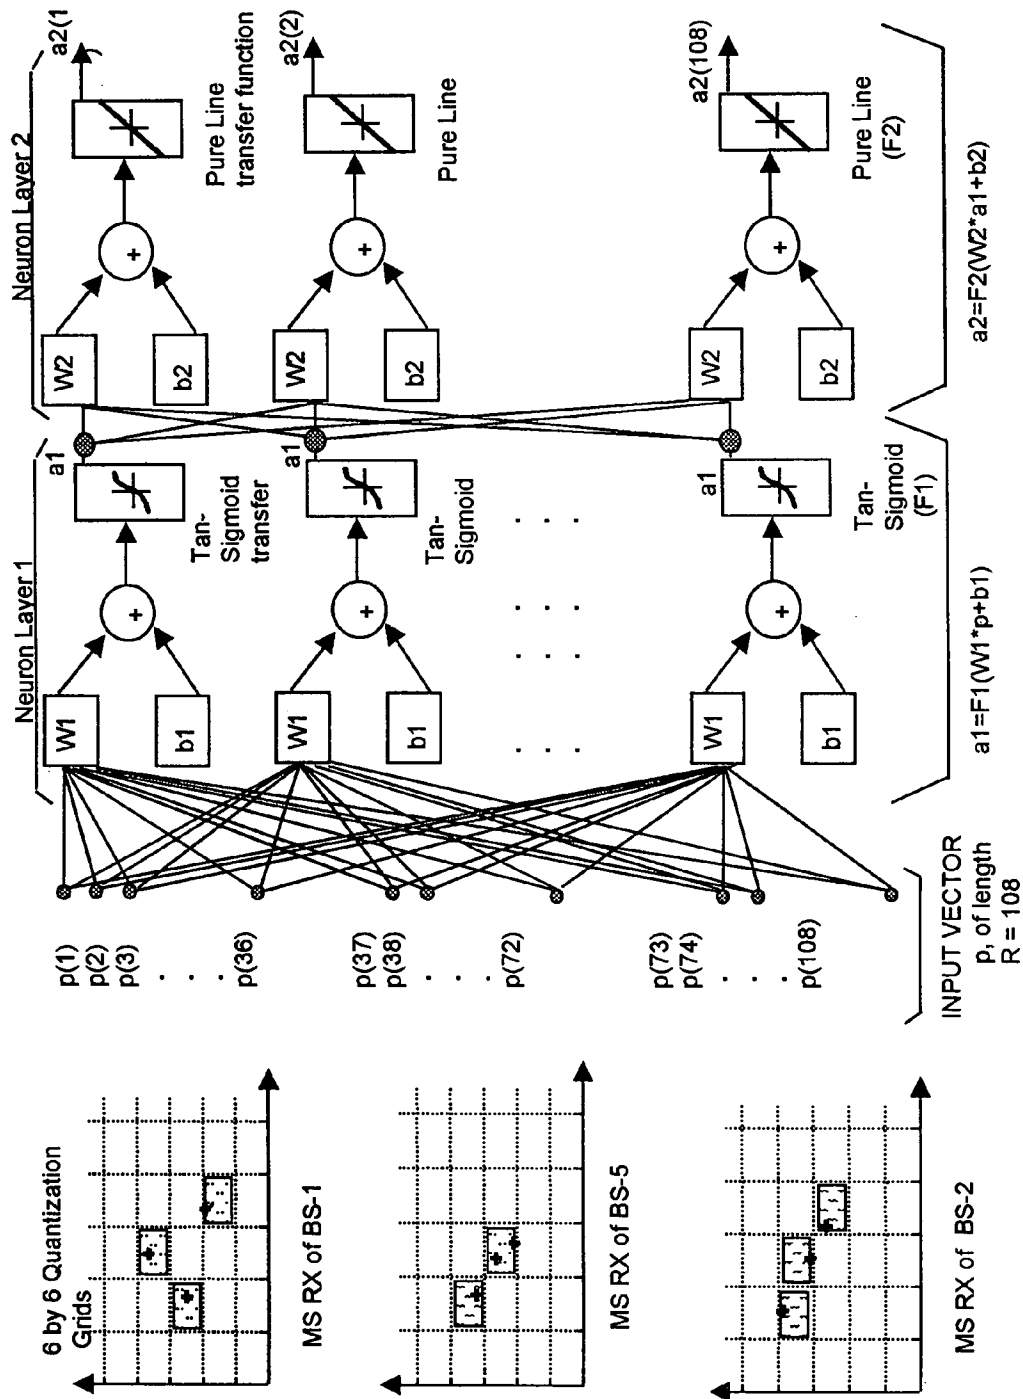 6 by 6 Quantization
Grids
MS RX of BS-1
MS RX of BS-5
MS RX of BS-2
p(1)
p(2)
p(3)
. . .
p(36)
p(37)
p(38)
. . .
p(72)
p(73)
p(74)
. . .
p(108)
INPUT VECTOR
p, of length
R = 108
Neuron Layer 1
W1
b1
+
Tan-
Sigmoid
transfer
a1
W1
b1
+
Tan-
Sigmoid
a1
. . .
. . .
. . .
. . .
W1
b1
+
Tan-
Sigmoid
(F1)
a1
a1=F1(W1*p+b1)
Neuron Layer 2
W2
b2
+
Pure Line
transfer function
a2(1
)
W2
b2
+
Pure Line
a2(2)
W2
b2
+
Pure Line
(F2)
a2(108)
a2=F2(W2*a1+b2)